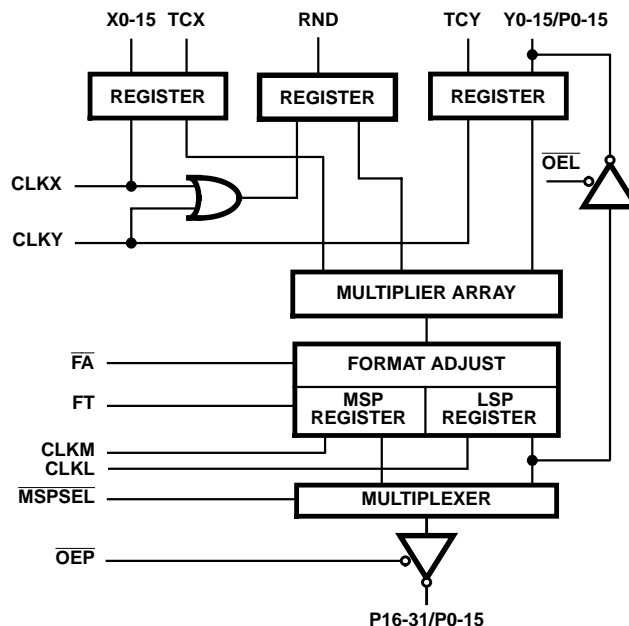 X0-15 TCX RND TCY Y0-15/P0-15
REGISTER REGISTER REGISTER
OEL
CLKX
CLKY
MULTIPLIER ARRAY
FA FORMAT ADJUST
FT MSP REGISTER LSP REGISTER
CLKM
CLKL
MSPSEL MULTIPLEXER
OEP
P16-31/P0-15